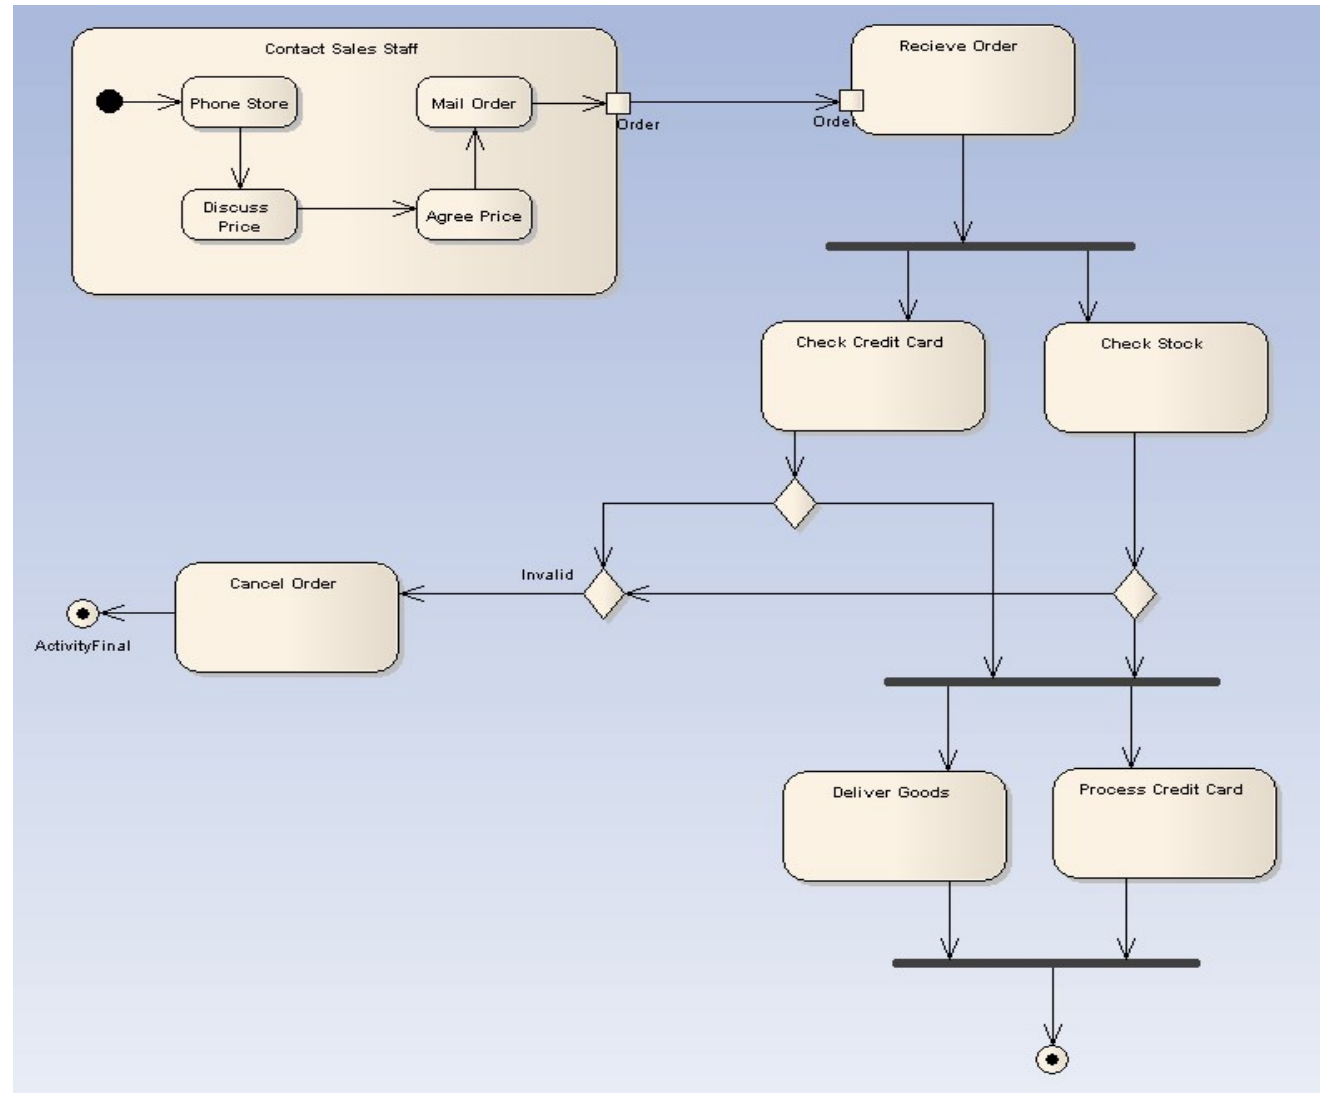 Contact Sales Staff
Recieve Order
Phone Store
Mail Order
Order
Order
Discuss
Price
Agree Price
Check Credit Card
Check Stock
Invalid
Cancel Order
ActivityFinal
Deliver Goods
Process Credit Card